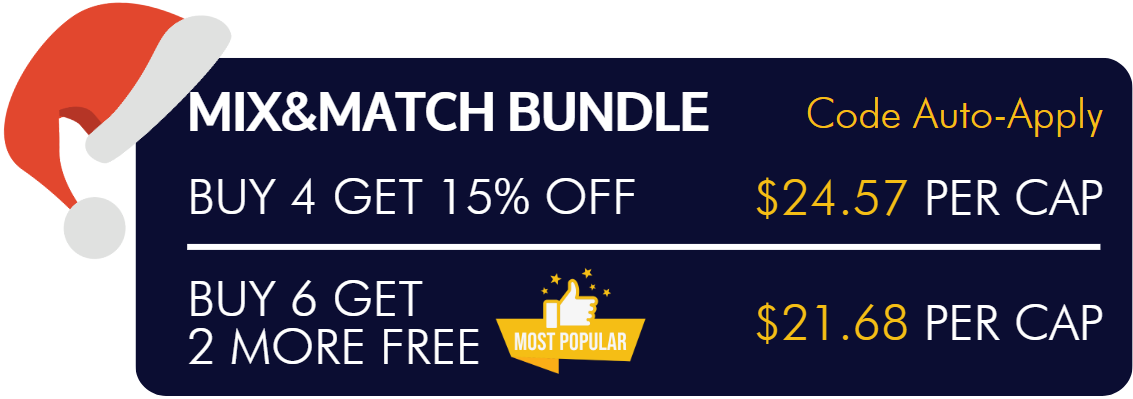 MIX&MATCH BUNDLE
Code Auto-Apply
BUY 4 GET 15% OFF
$24.57 PER CAP
BUY 6 GET
2 MORE FREE
MOST POPULAR
$21.68 PER CAP